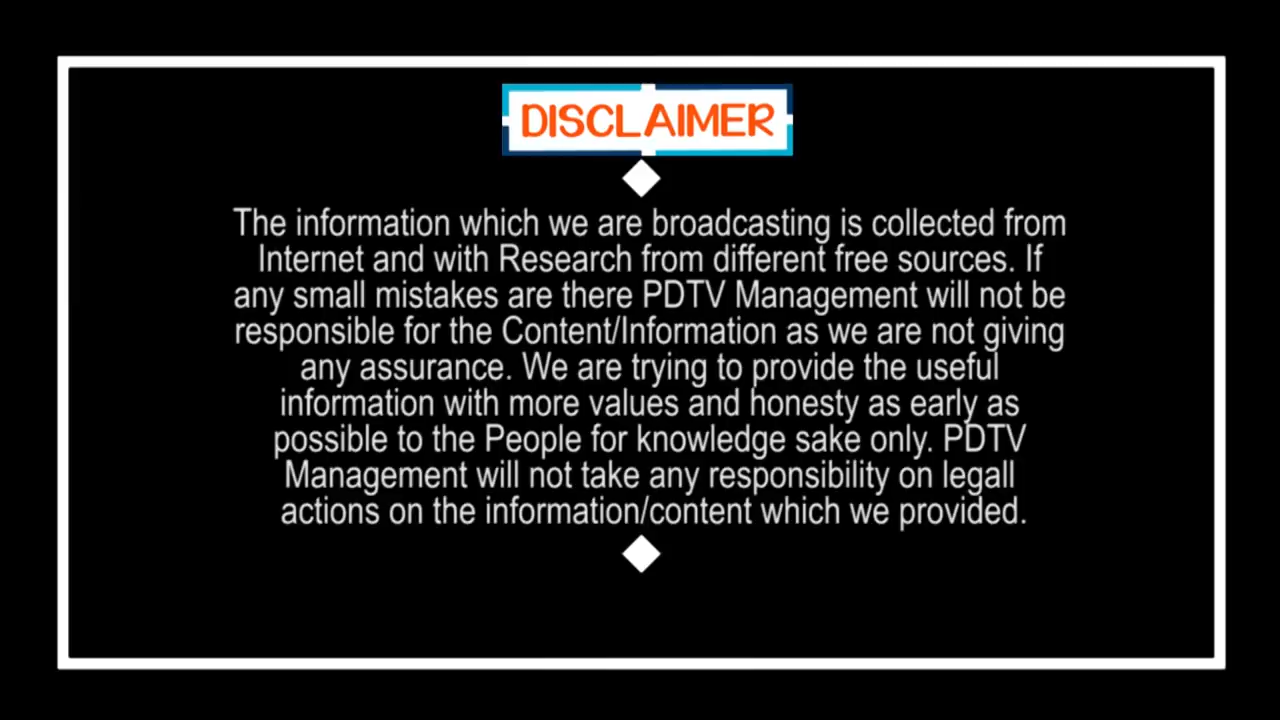 DISCLAIMER
The information which we are broadcasting is collected from
Internet and with Research from different free sources. If
any small mistakes are there PDTV Management will not be
responsible for the Content/Information as we are not giving
any assurance. We are trying to provide the useful
information with more values and honesty as early as
possible to the People for knowledge sake only. PDTV
Management will not take any responsibility on legall
actions on the information/content which we provided.